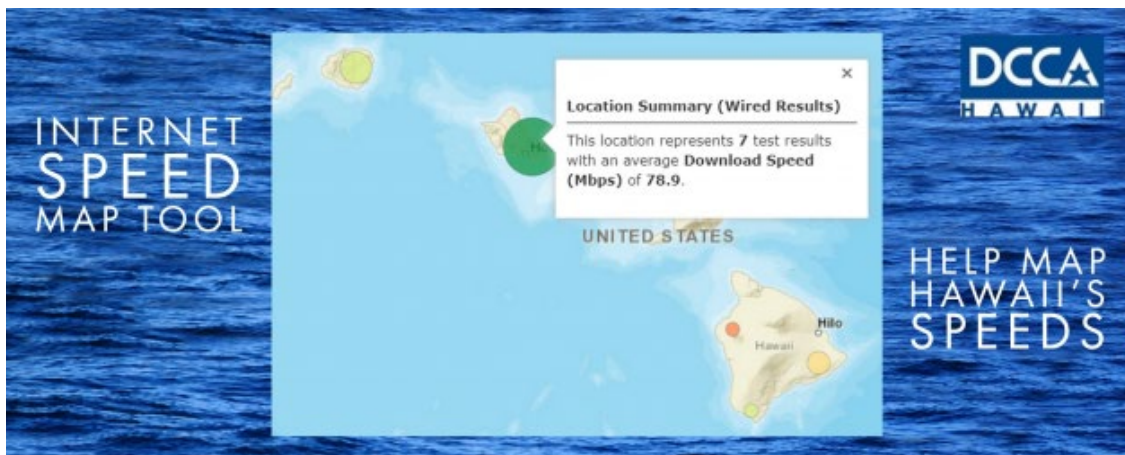 INTERNET
SPEED
MAP TOOL
×
Location Summary (Wired Results)
This location represents 7 test results
with an average Download Speed
(Mbps) of 78.9.
UNITED STATES
Hilo
Hawaii
DCCA
HAWAII
HELP MAP
HAWAII'S
SPEEDS